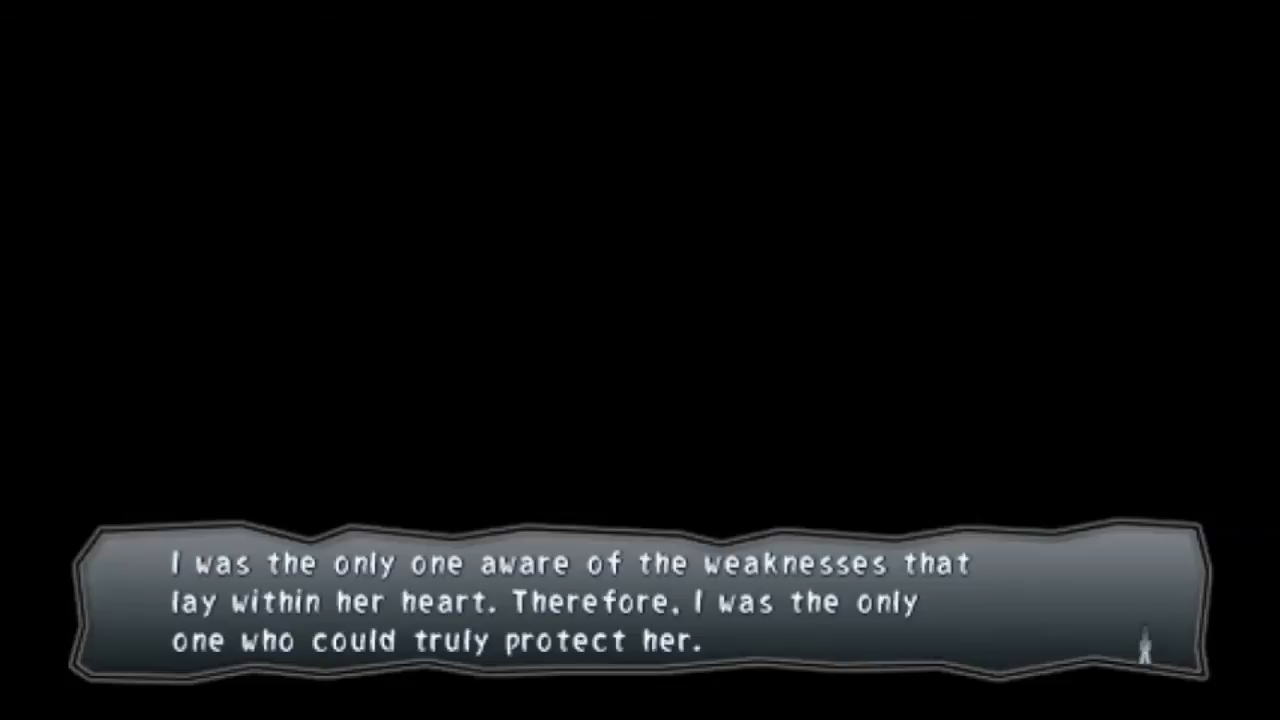 I was the only one aware of the weaknesses that
lay within her heart. Therefore, I was the only
one who could truly protect her.